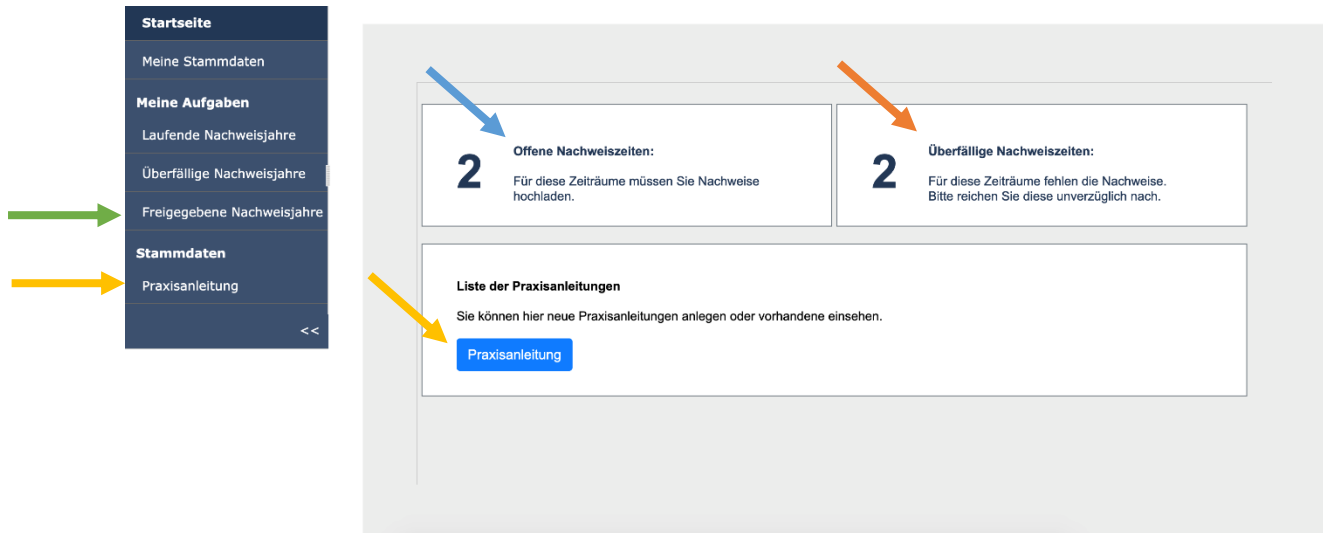 Startseite
Meine Stammdaten
Meine Aufgaben
Laufende Nachweisjahre
Überfällige Nachweisjahre
Freigegebene Nachweisjahre
Stammdaten
Praxisanleitung
<<
2
Offene Nachweiszeiten:
Für diese Zeiträume müssen Sie Nachweise
hochladen.
2
Überfällige Nachweiszeiten:
Für diese Zeiträume fehlen die Nachweise.
Bitte reichen Sie diese unverzüglich nach.
Liste der Praxisanleitungen
Sie können hier neue Praxisanleitungen anlegen oder vorhandene einsehen.
Praxisanleitung